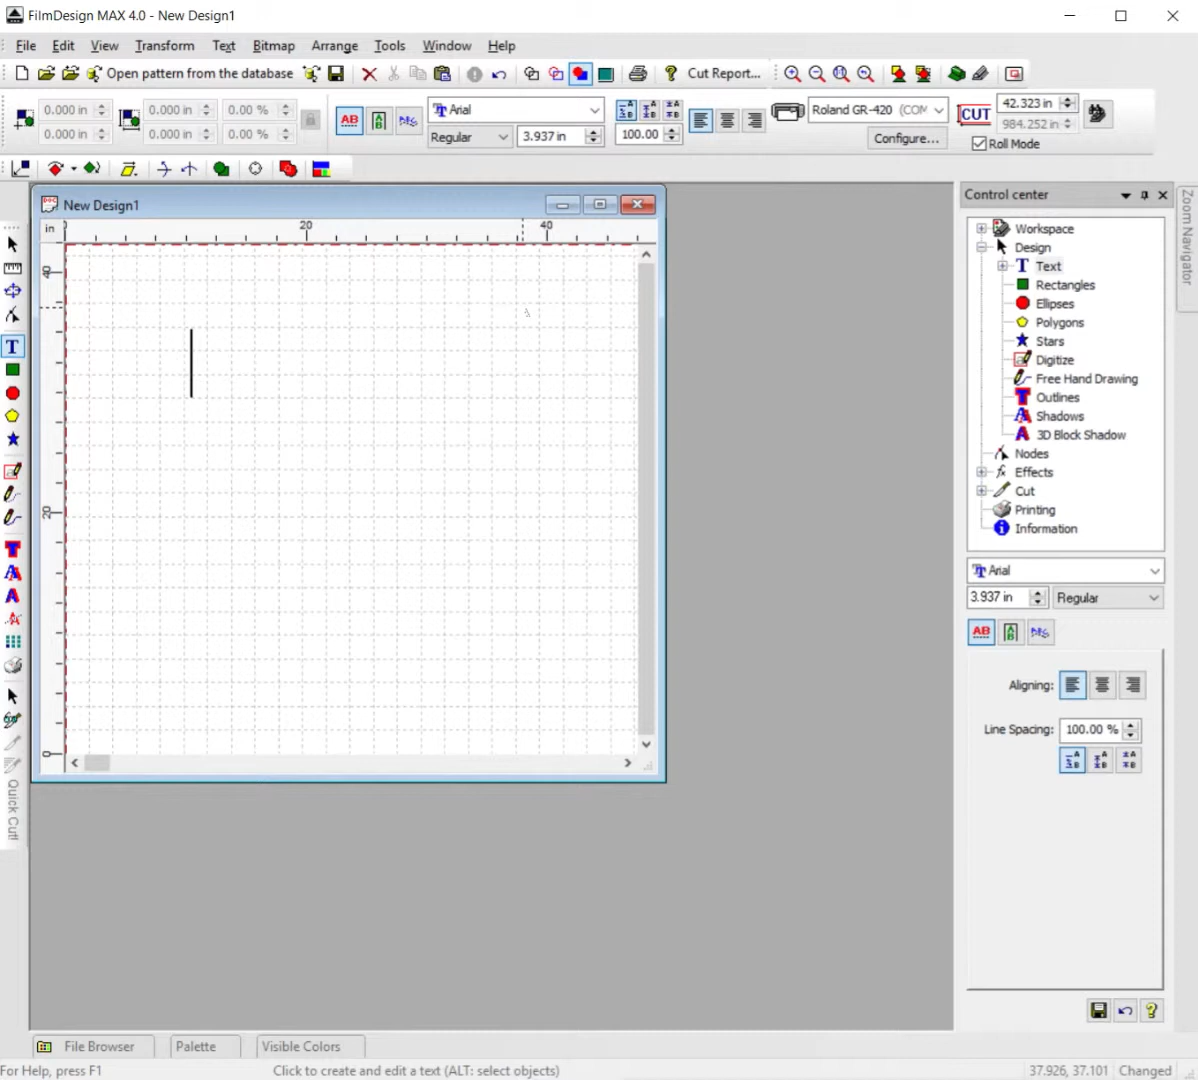 FilmDesign MAX 4.0 - New Design1
File Edit View Transform Text Bitmap Arrange Tools Window Help
Open pattern from the database Cut Report...
0.000 in 0.000 in 0.00 % AB Arial Roland GR-420 (COM CUT 42.323 in
0.000 in 0.000 in 0.00 % Regular 3.937 in 100.00 Configure... 984.252 in
Roll Mode
New Design1
in 20 40
40
20
0
Quick Cut!
Control center
Zoom Navigator
Workspace
Design
Text
Rectangles
Ellipses
Polygons
Stars
Digitize
Free Hand Drawing
Outlines
Shadows
3D Block Shadow
Nodes
Effects
Cut
Printing
Information
Arial
3.937 in Regular
AB
Aligning:
Line Spacing: 100.00 %
File Browser Palette Visible Colors
For Help, press F1 Click to create and edit a text (ALT: select objects) 37.926, 37.101 Changed